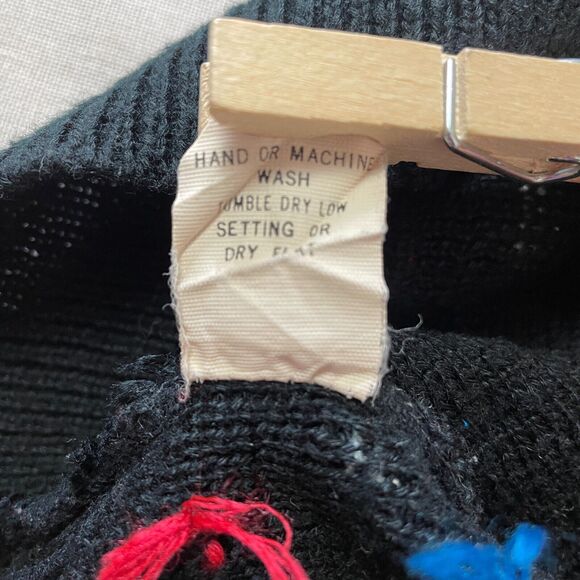 HAND OR MACHINE
WASH
TUMBLE DRY LOW
SETTING OR
DRY FLAT